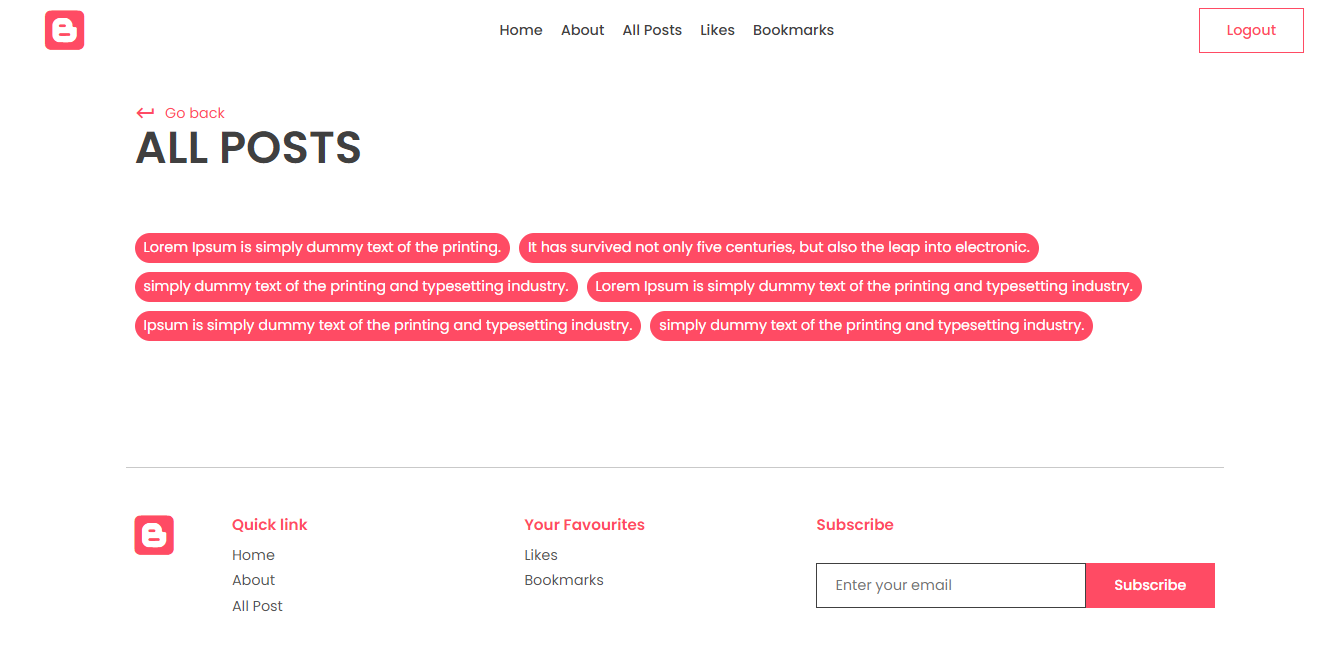 Home About All Posts Likes Bookmarks Logout
Go back
ALL POSTS
Lorem Ipsum is simply dummy text of the printing. It has survived not only five centuries, but also the leap into electronic.
simply dummy text of the printing and typesetting industry. Lorem Ipsum is simply dummy text of the printing and typesetting industry.
Ipsum is simply dummy text of the printing and typesetting industry. simply dummy text of the printing and typesetting industry.
Quick link
Home
About
All Post
Your Favourites
Likes
Bookmarks
Subscribe
Enter your email Subscribe